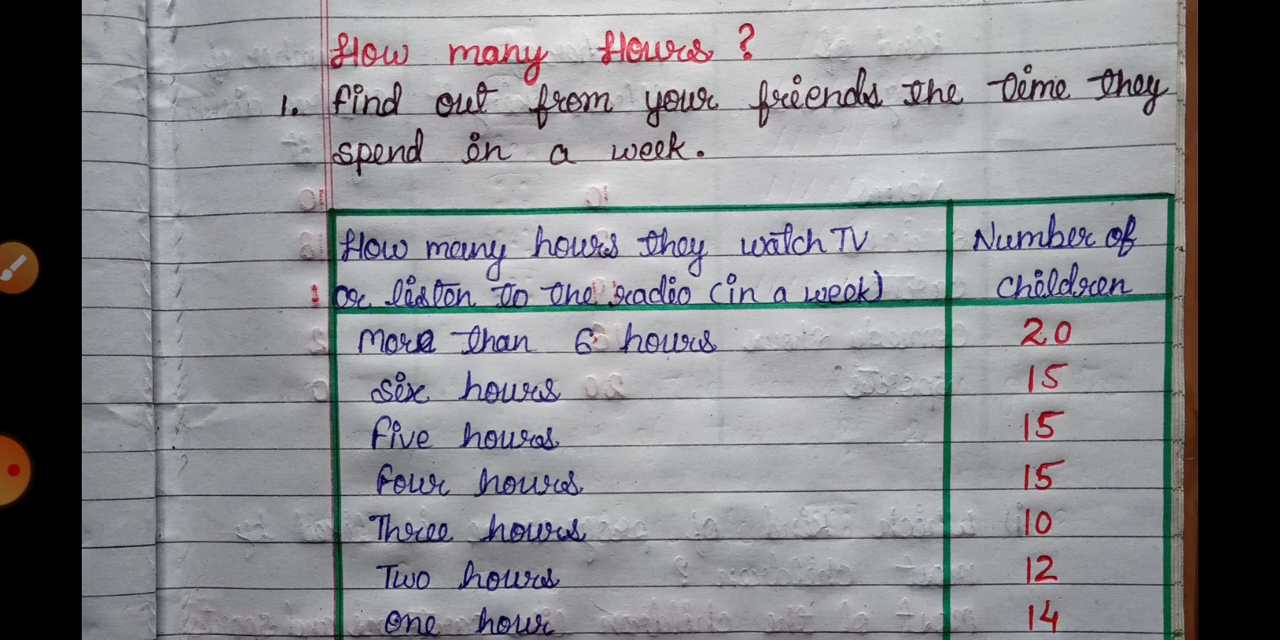 How many Hours ?
1. Find out from your friends the time they
spend in a week.
How many hours they watch TV
or liston to the radio (in a week)
Number of
children
More than 6 hours 20
Six hours 15
Five hours 15
Four hours 15
Three hours 10
Two hours 12
One hour 14